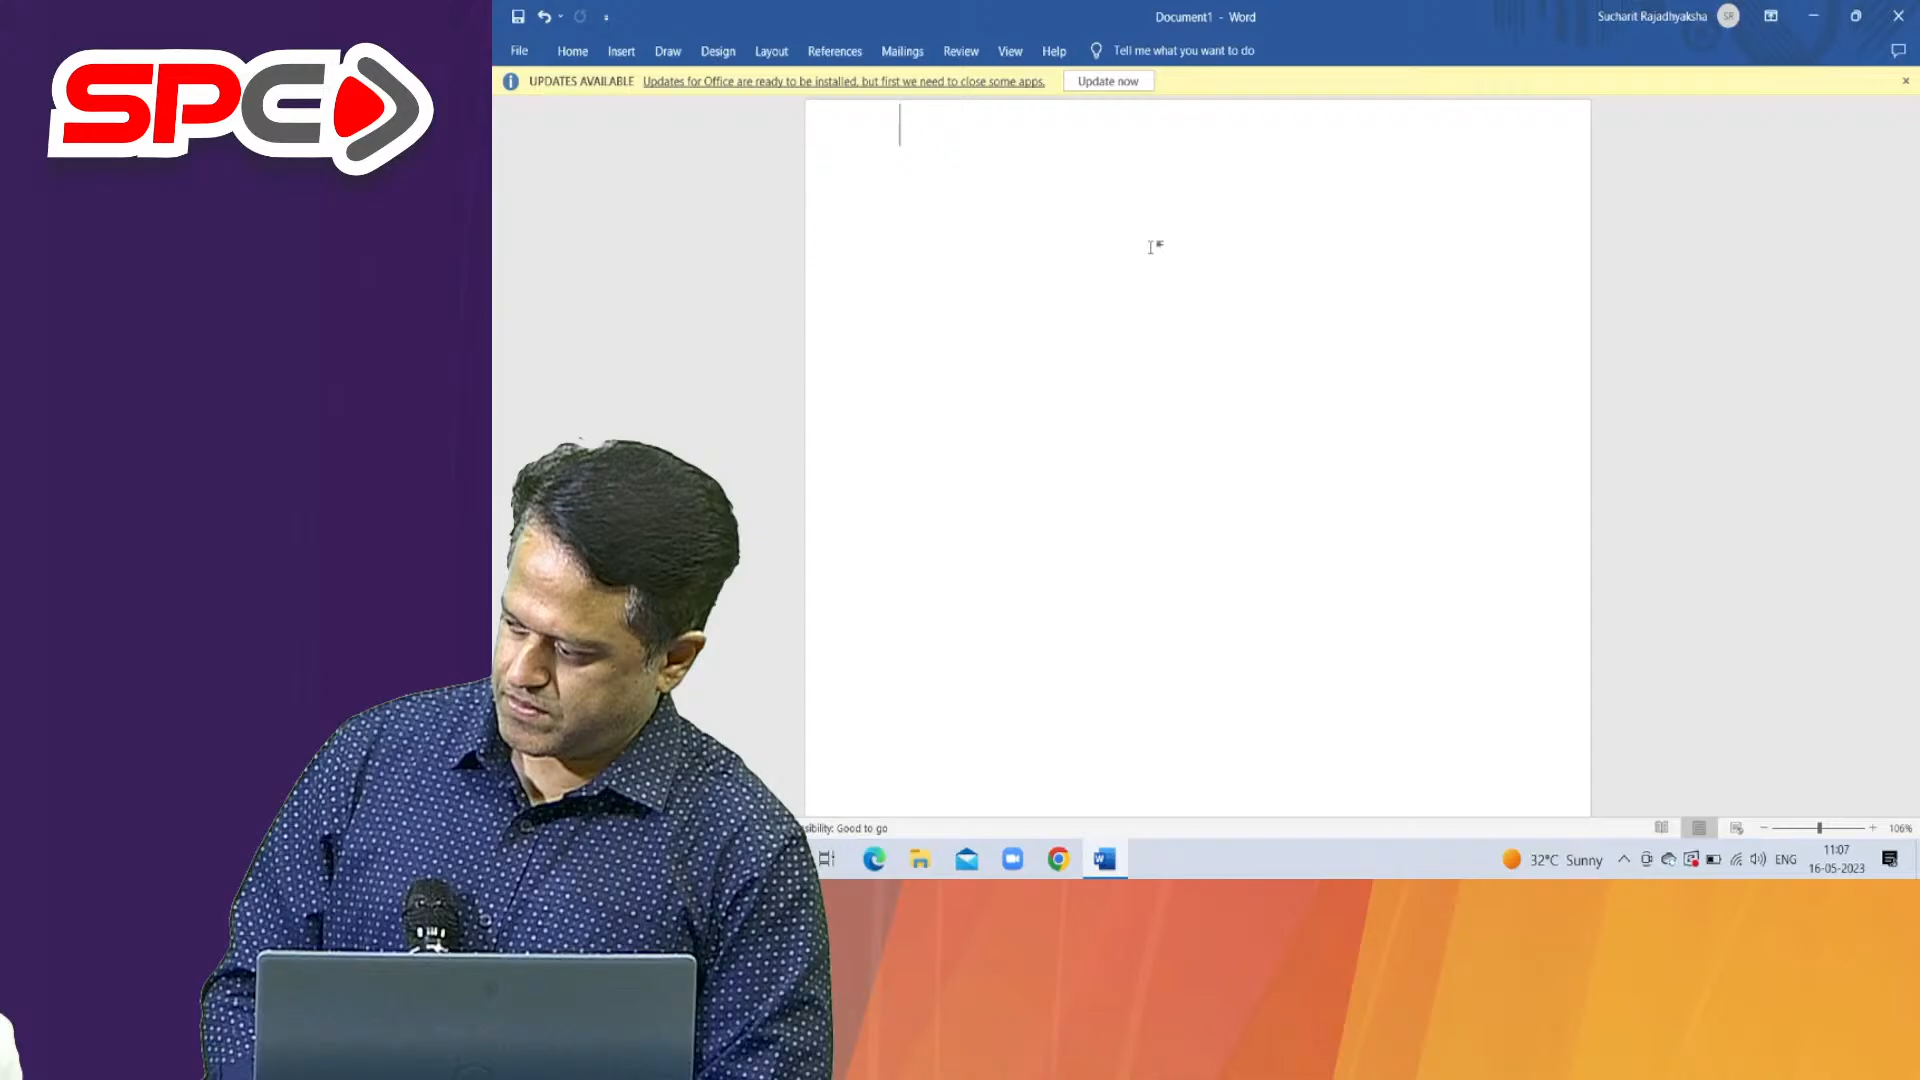 SPE
Document1 - Word
Sucharit Rajadhyaksha
SR
File Home Insert Draw Design Layout References Mailings Review View Help Tell me what you want to do
UPDATES AVAILABLE Updates for Office are ready to be installed, but first we need to close some apps. Update now
sibility: Good to go
106%
32°C Sunny
ENG
11:07
16-05-2023